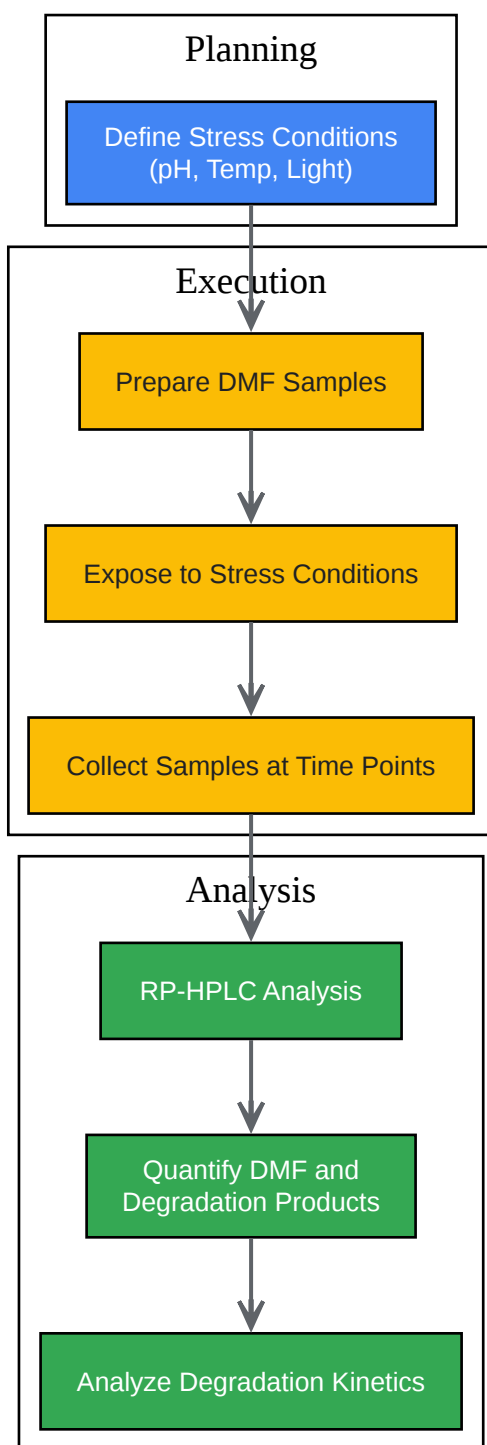 Planning
Define Stress Conditions
(pH, Temp, Light)
Execution
Prepare DMF Samples
Expose to Stress Conditions
Collect Samples at Time Points
Analysis
RP-HPLC Analysis
Quantify DMF and
Degradation Products
Analyze Degradation Kinetics